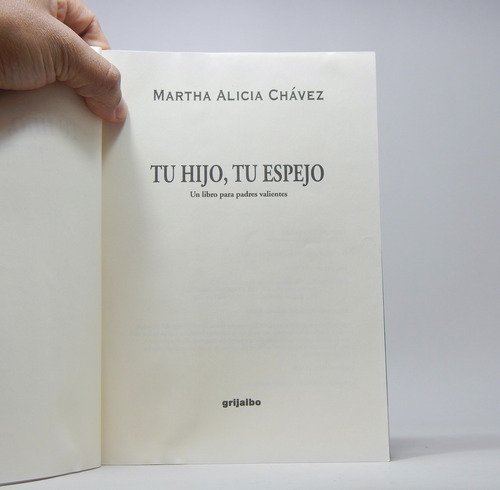 MARTHA ALICIA CHÁVEZ
TU HIJO, TU ESPEJO
Un libro para padres valientes
grijalbo